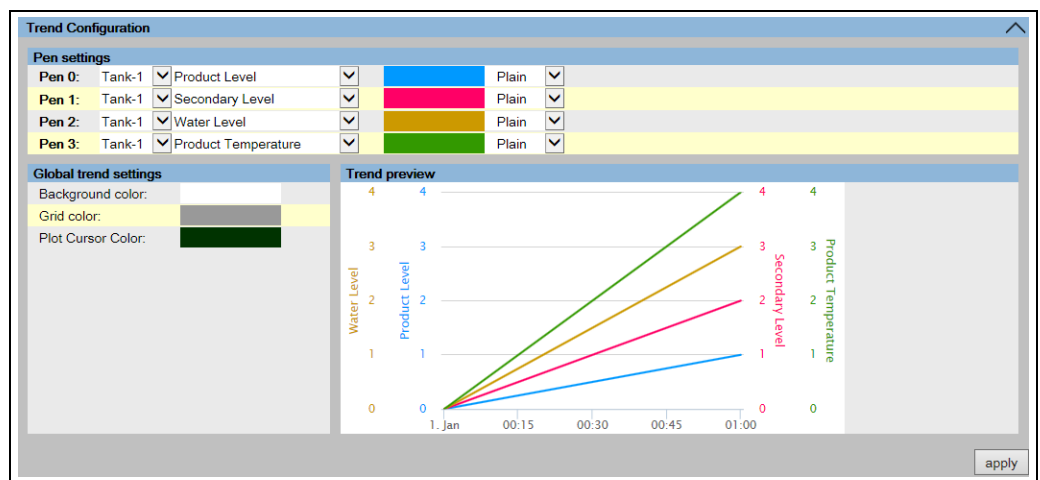 Trend Configuration
Pen settings
Pen 0: Tank-1 Product Level Plain
Pen 1: Tank-1 Secondary Level Plain
Pen 2: Tank-1 Water Level Plain
Pen 3: Tank-1 Product Temperature Plain
Global trend settings
Background color:
Grid color:
Plot Cursor Color:
Trend preview
4 4 4 4
3 3 3 3
2 2 2 2
1 1 1 1
0 0 0 0
Water Level
Product Level
Secondary Level
Product Temperature
1. Jan 00:15 00:30 00:45 01:00
apply